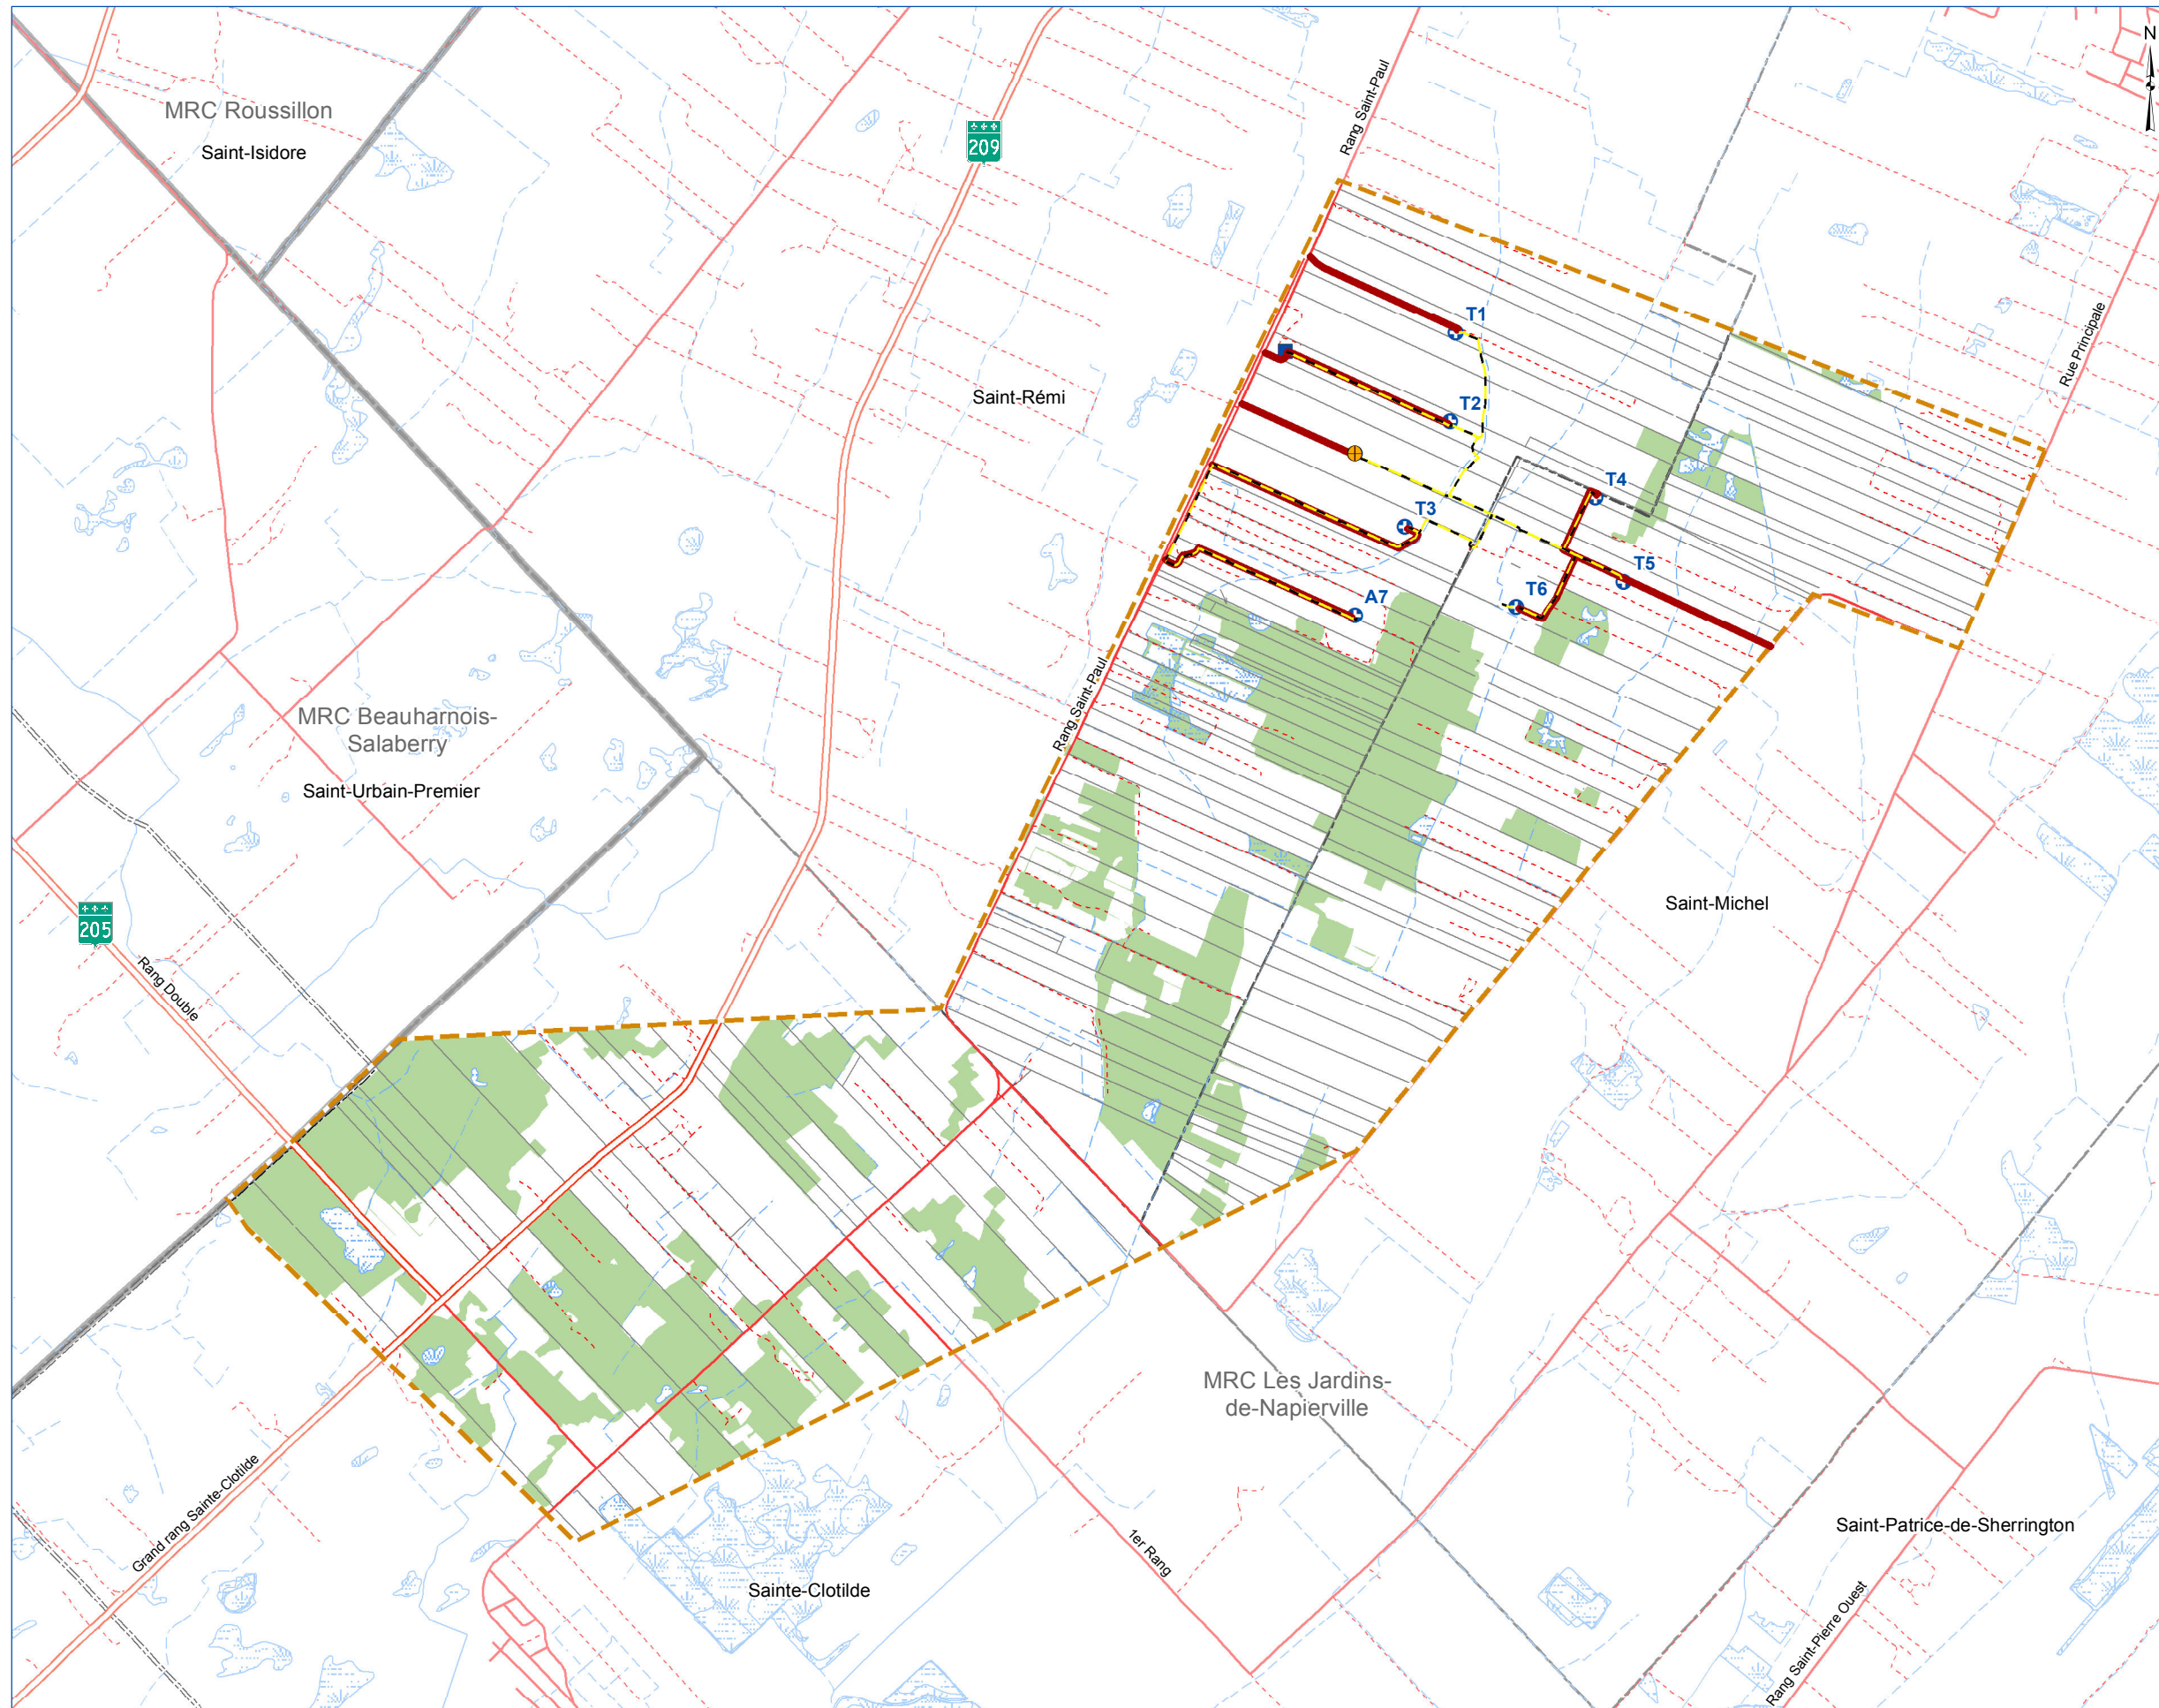 N
MRC Roussillon
Saint-Isidore
209
Rang Saint-Paul
T1
Rue Principale
Saint-Rémi
T2
T4
T3
T5
T6
A7
Rang Saint-Paul
MRC Beauharnois-
Salaberry
Saint-Urbain-Premier
Saint-Michel
205
Rang Double
MRC Les Jardins-
de-Napierville
Grand rang Sainte-Clotilde
Saint-Patrice-de-Sherrington
1er Rang
Sainte-Clotilde
Rang Saint-Pierre Ouest